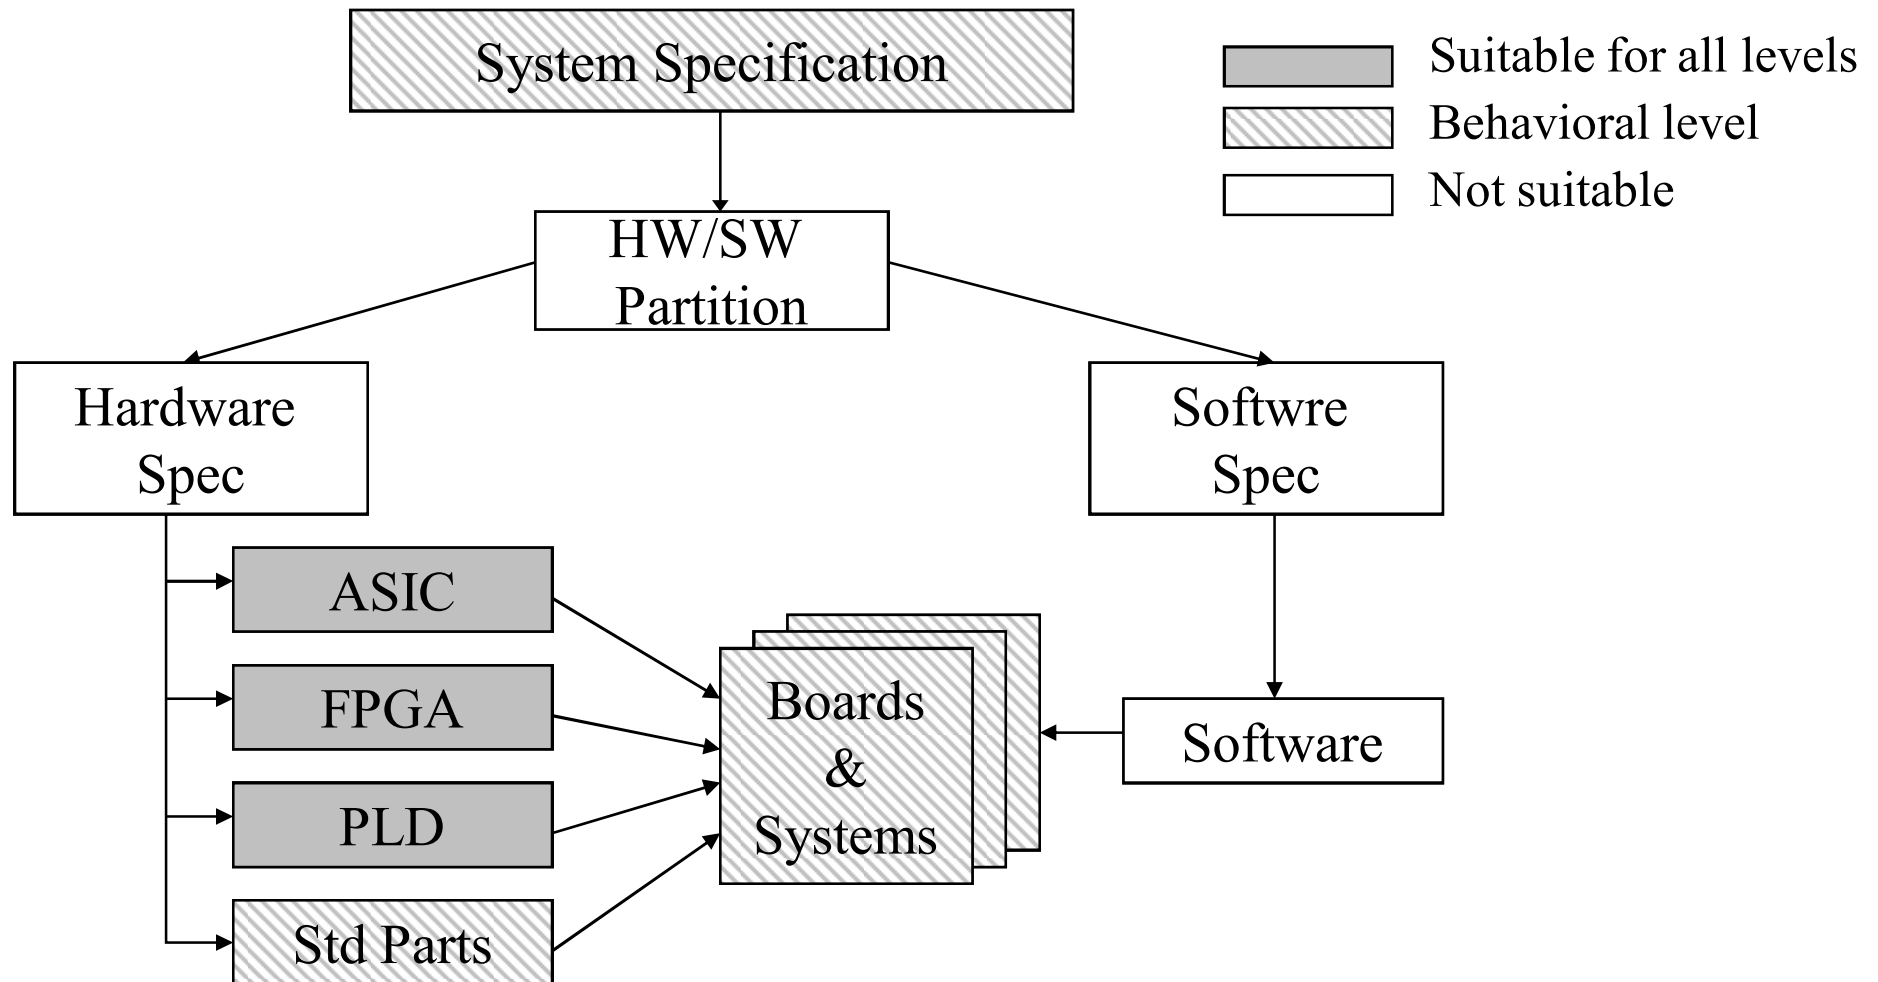 System Specification
Suitable for all levels
Behavioral level
Not suitable
HW/SW
Partition
Hardware
Spec
Softwre
Spec
ASIC
FPGA
PLD
Std Parts
Boards
&
Systems
Software